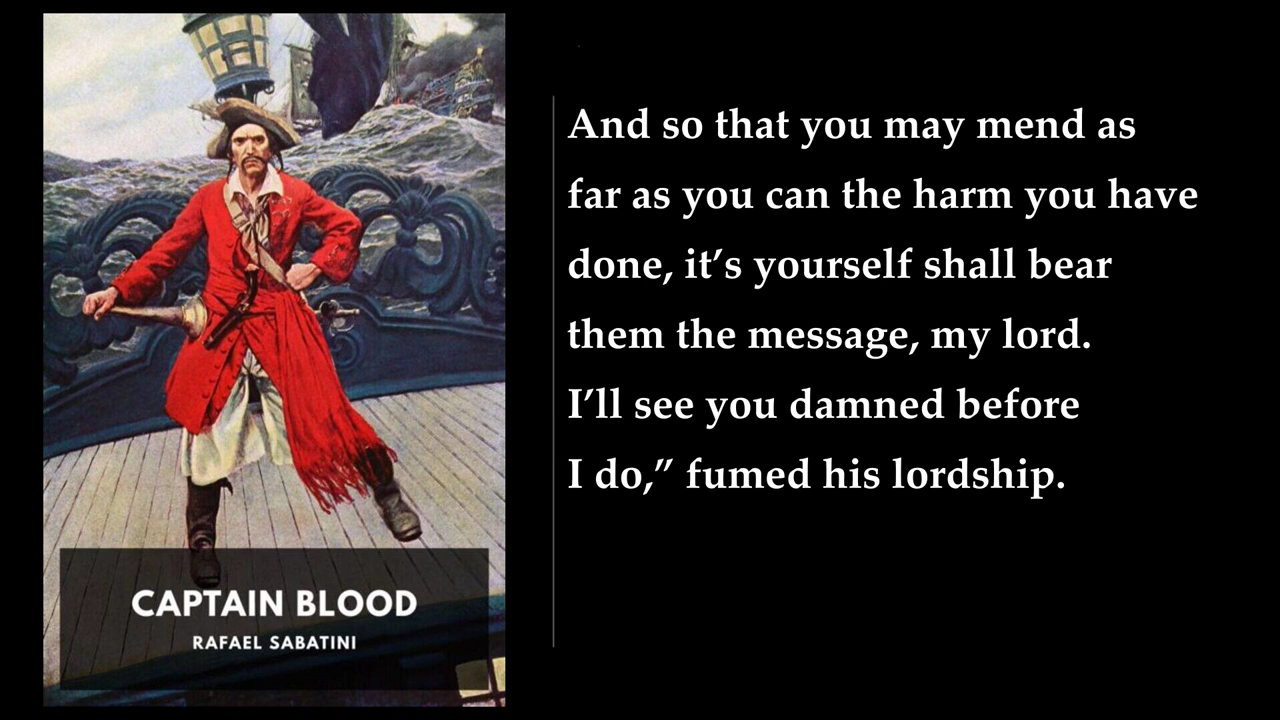 CAPTAIN BLOOD
RAFAEL SABATINI
And so that you may mend as
far as you can the harm you have
done, it’s yourself shall bear
them the message, my lord.
I’ll see you damned before
I do,” fumed his lordship.